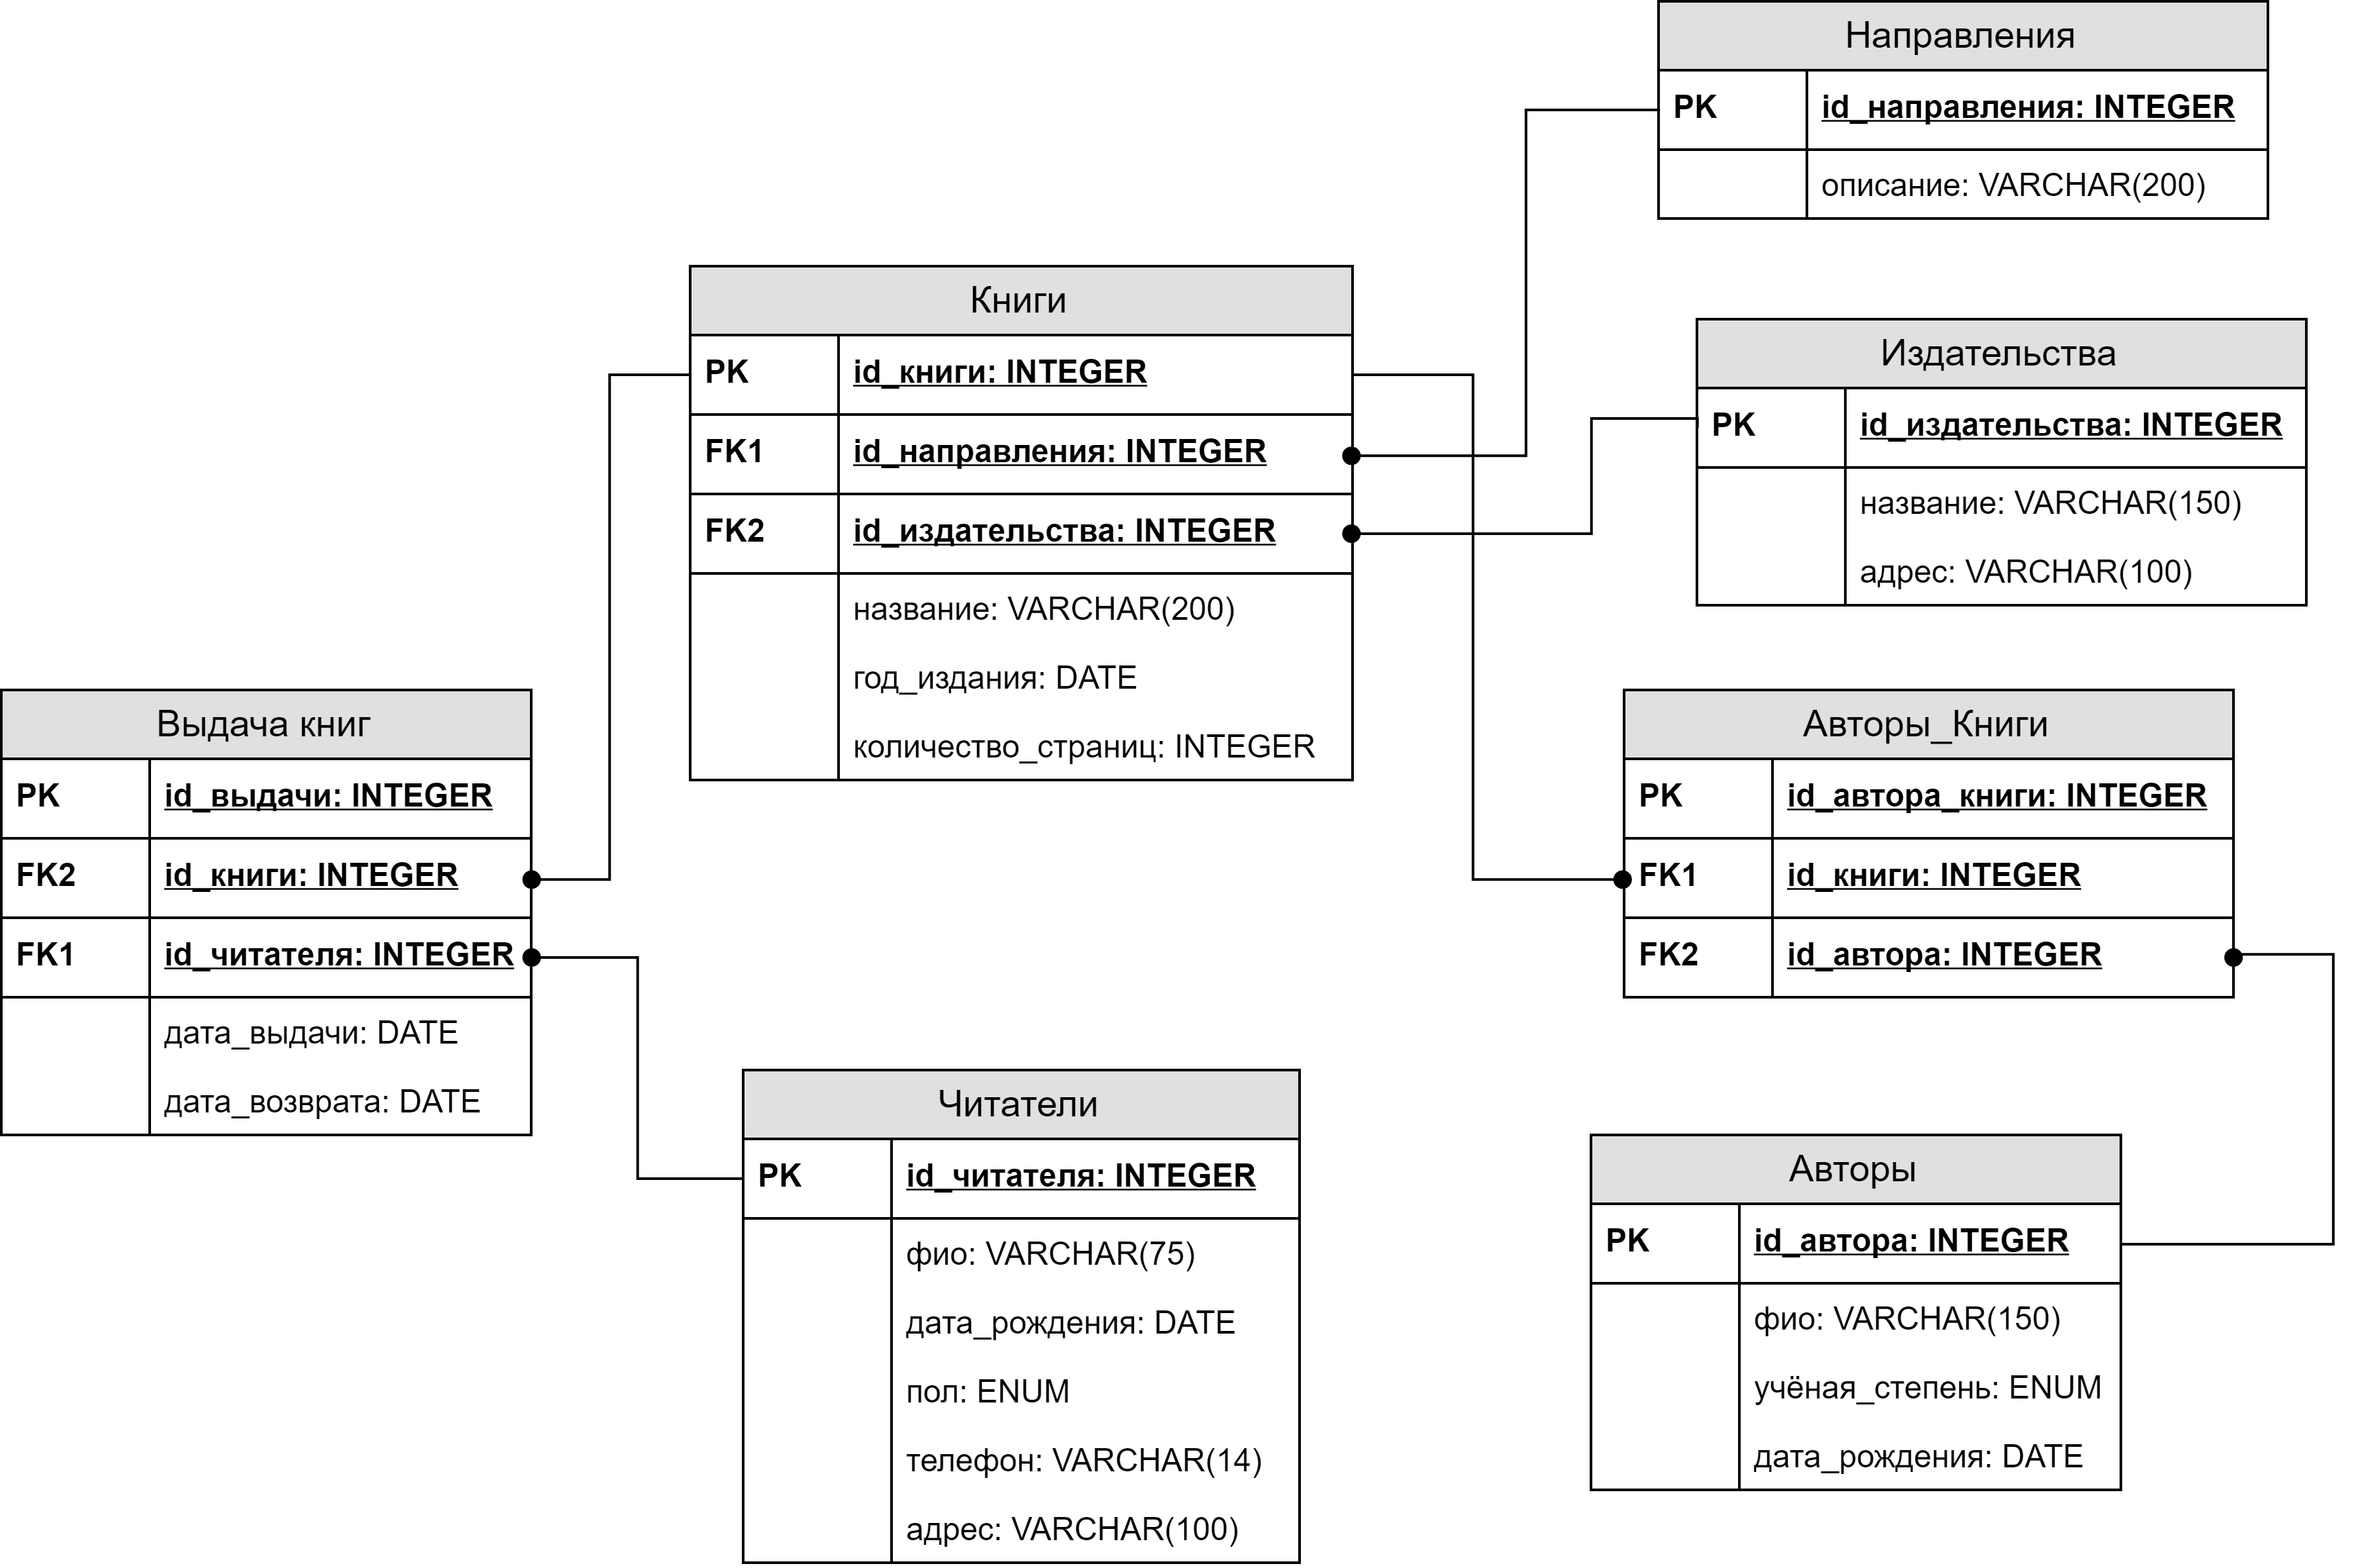 Направления
PK id_направления: INTEGER
описание: VARCHAR(200)
Книги
PK id_книги: INTEGER
FK1 id_направления: INTEGER
FK2 id_издательства: INTEGER
название: VARCHAR(200)
год_издания: DATE
количество_страниц: INTEGER
Издательства
PK id_издательства: INTEGER
название: VARCHAR(150)
адрес: VARCHAR(100)
Выдача книг
PK id_выдачи: INTEGER
FK2 id_книги: INTEGER
FK1 id_читателя: INTEGER
дата_выдачи: DATE
дата_возврата: DATE
Авторы_Книги
PK id_автора_книги: INTEGER
FK1 id_книги: INTEGER
FK2 id_автора: INTEGER
Читатели
PK id_читателя: INTEGER
фио: VARCHAR(75)
дата_рождения: DATE
пол: ENUM
телефон: VARCHAR(14)
адрес: VARCHAR(100)
Авторы
PK id_автора: INTEGER
фио: VARCHAR(150)
учёная_степень: ENUM
дата_рождения: DATE